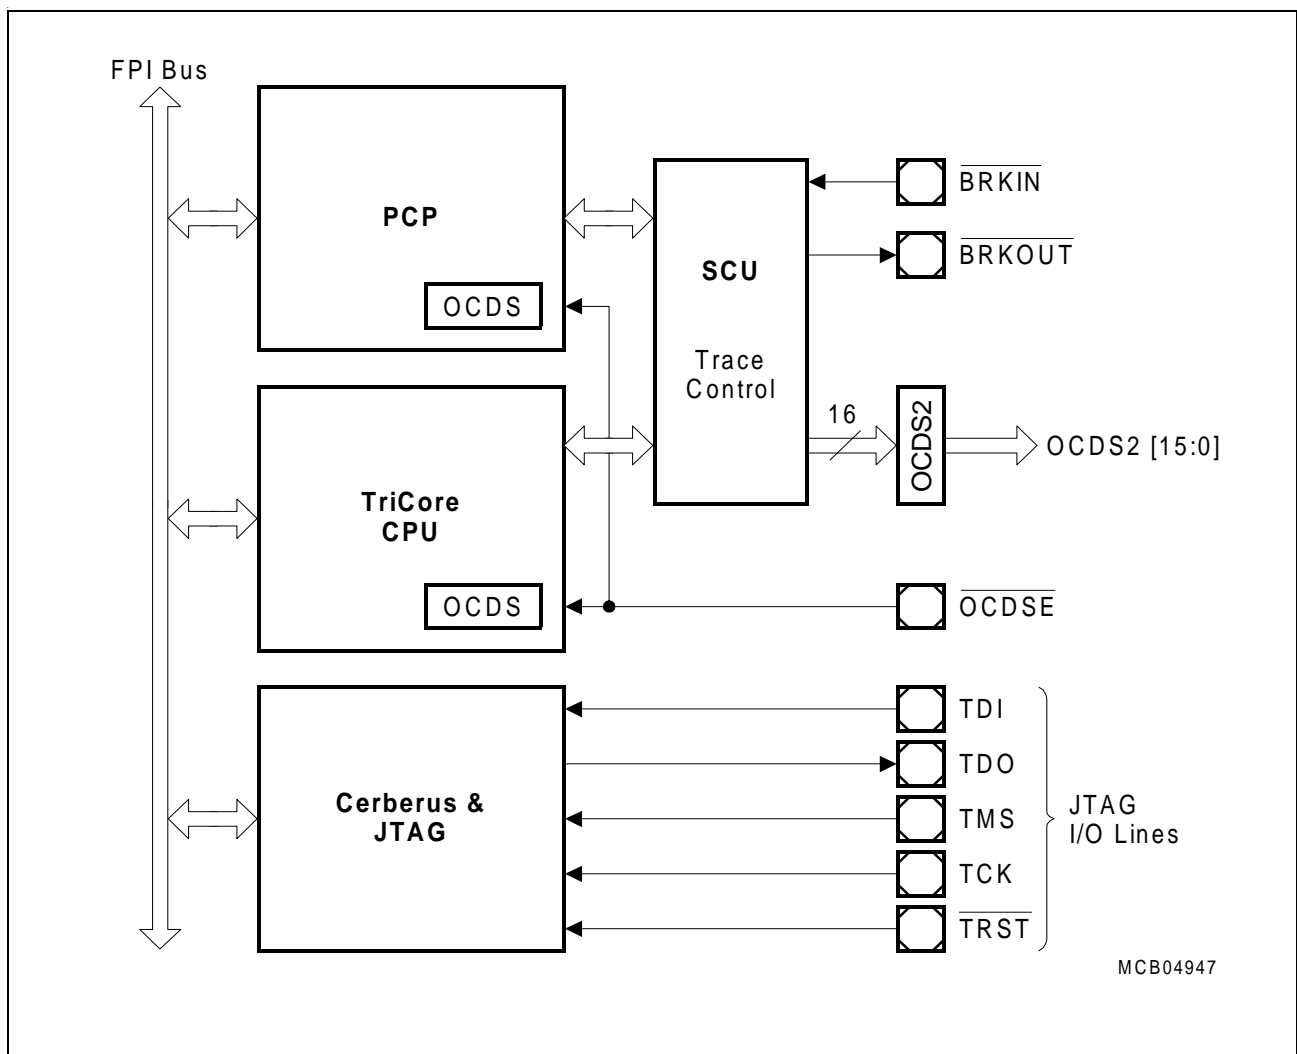 FPI Bus
PCP
OCDS
SCU
Trace
Control
BRKIN
BRKOUT
16
OCDS2
OCDS2 [15:0]
TriCore
CPU
OCDS
OCDSE
Cerberus &
JTAG
TDI
TDO
TMS
TCK
TRST
JTAG
I/O Lines
MCB04947